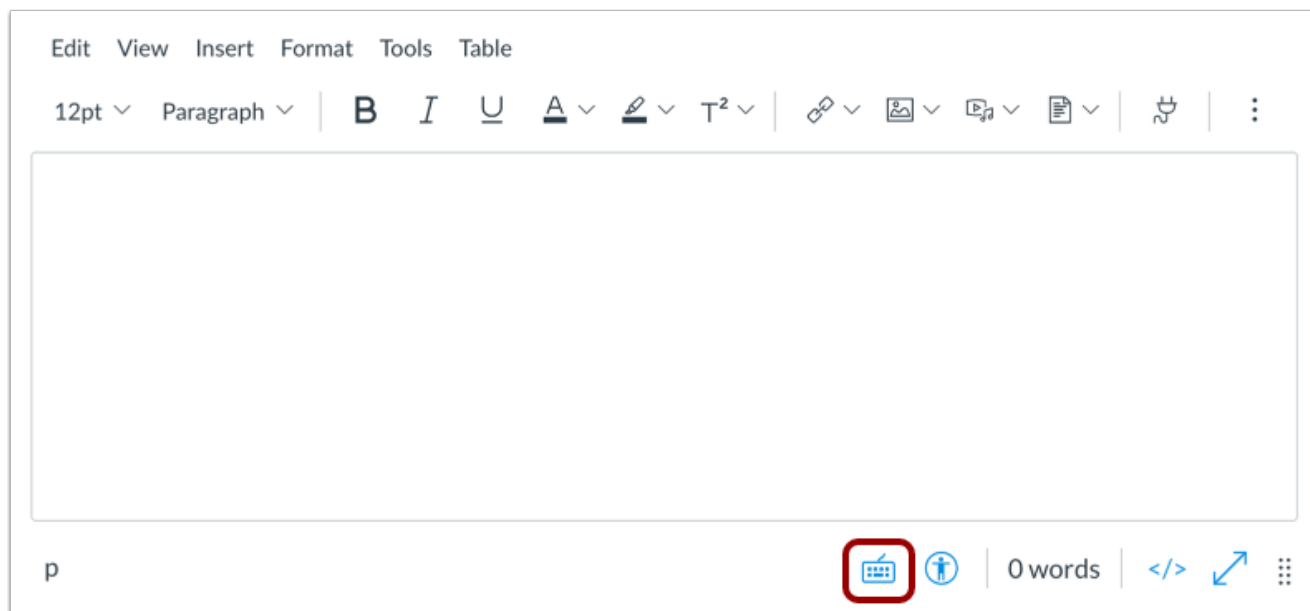 Edit View Insert Format Tools Table
12pt Paragraph B I U A T²
p 0 words </>